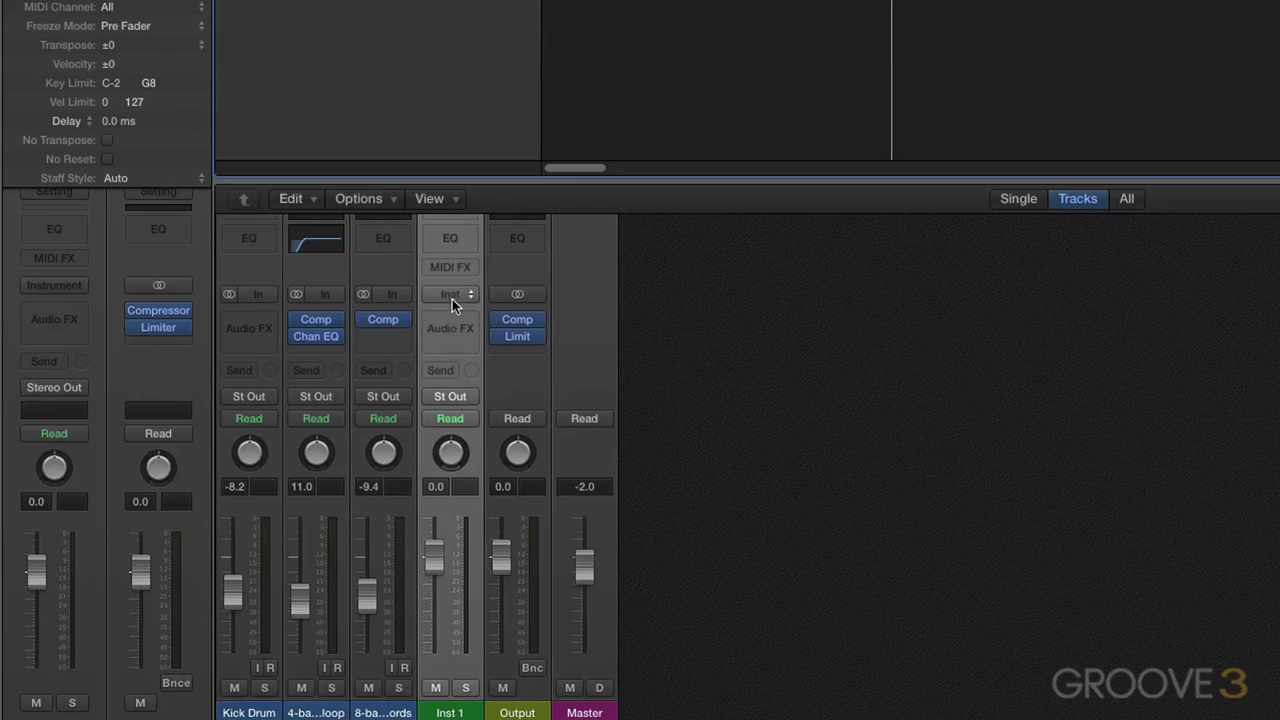 MIDI Channel: All
Freeze Mode: Pre Fader
Transpose: ±0
Velocity: ±0
Key Limit: C-2 G8
Vel Limit: 0 127
Delay 0.0 ms
No Transpose:
No Reset:
Staff Style: Auto
Setting Setting
Edit Options View Single Tracks All
EQ EQ
MIDI FX
Instrument
Audio FX Compressor
Limiter
Send
Stereo Out
Read Read
0.0 0.0
Bnce
M S M
EQ EQ EQ EQ
MIDI FX
In In In Inst
Audio FX Comp Comp Audio FX Comp
Chan EQ Limit
Send Send Send Send
St Out St Out St Out St Out
Read Read Read Read Read Read
-8.2 11.0 -9.4 0.0 0.0 -2.0
I R I R I R Bnc
M S M S M S M S M M D
Kick Drum 4-ba...loop 8-ba...ords Inst 1 Output Master
GROOVE 3